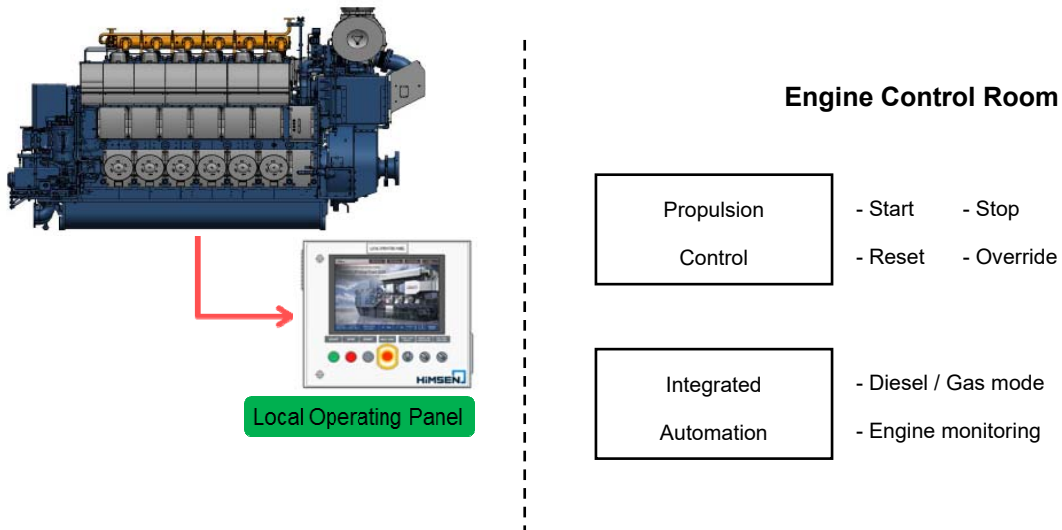 Engine Control Room
Propulsion
Control
- Start - Stop
- Reset - Override
HiMSEN
Local Operating Panel
Integrated
Automation
- Diesel / Gas mode
- Engine monitoring